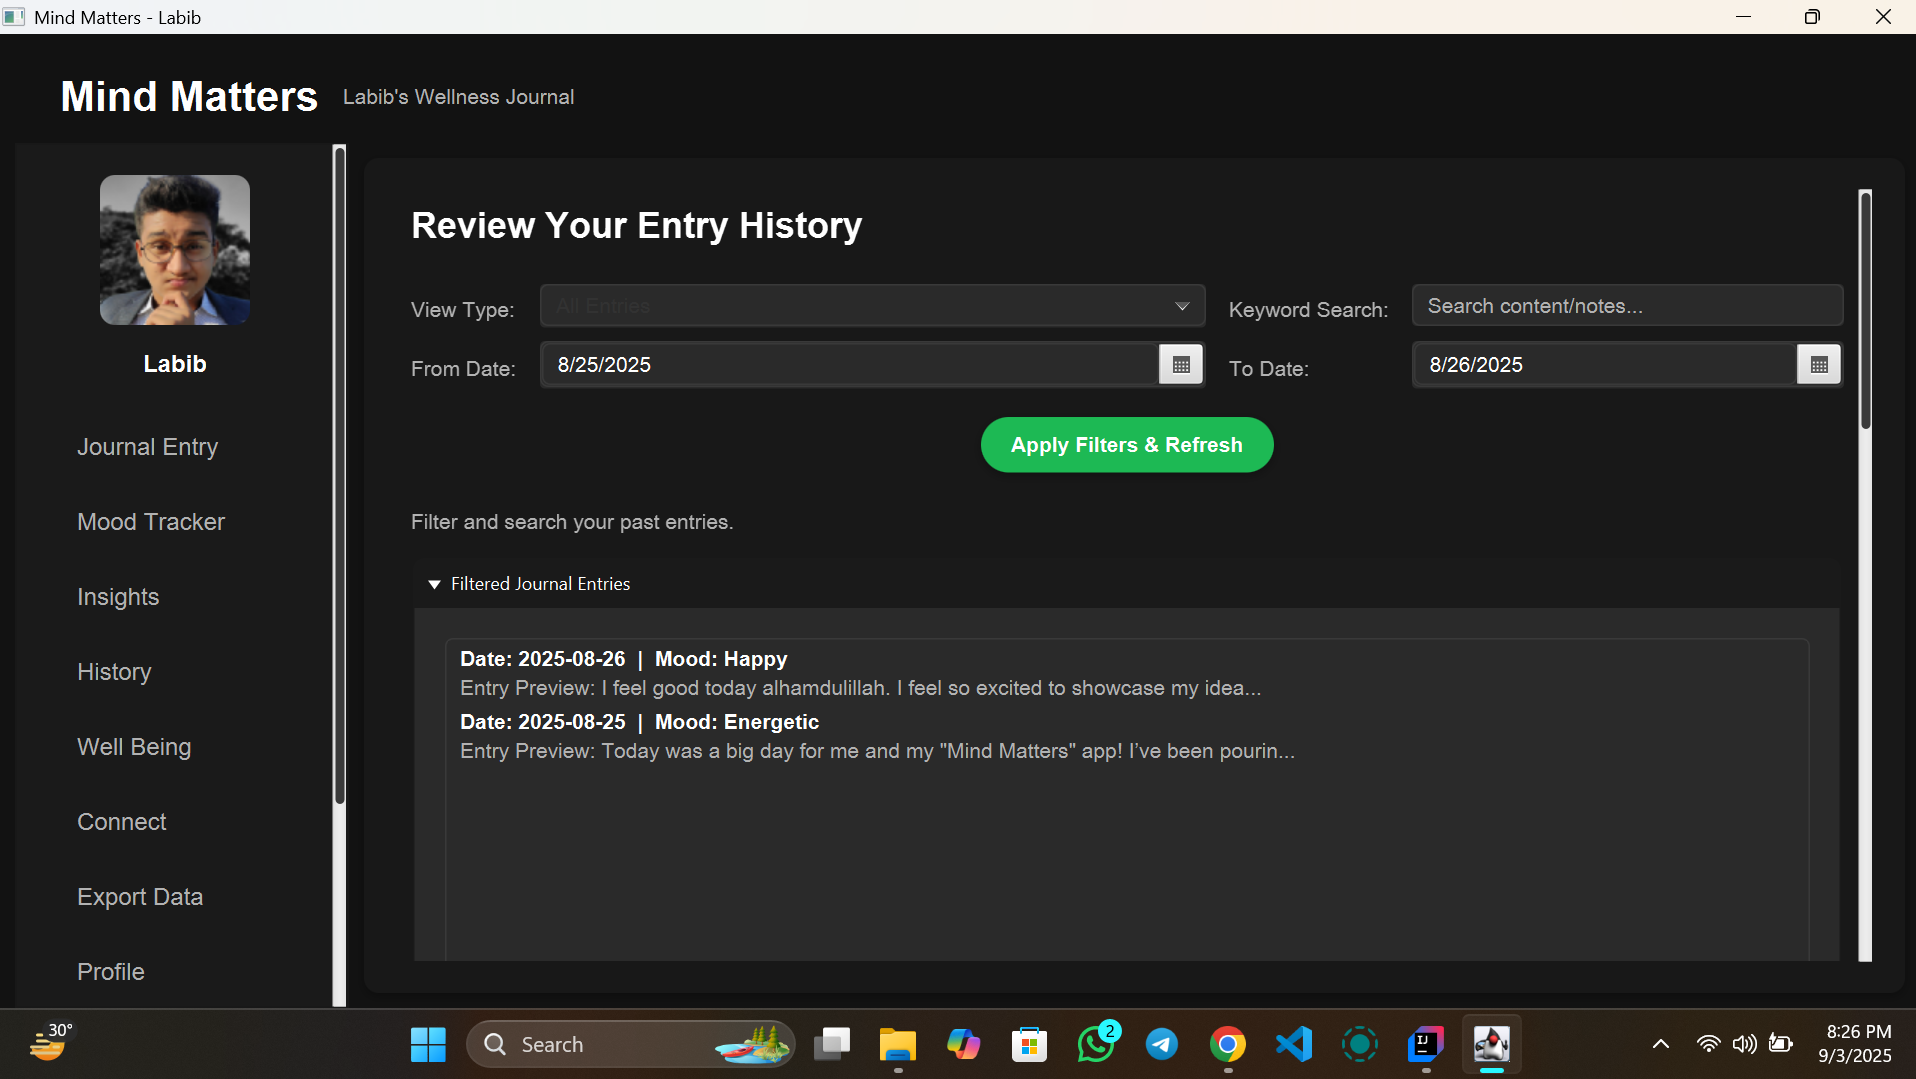 Mind Matters - Labib
Mind Matters
Labib's Wellness Journal
Labib
Journal Entry
Mood Tracker
Insights
History
Well Being
Connect
Export Data
Profile
Review Your Entry History
View Type:
All Entries
Keyword Search:
Search content/notes...
From Date:
8/25/2025
To Date:
8/26/2025
Apply Filters & Refresh
Filter and search your past entries.
Filtered Journal Entries
Date: 2025-08-26 | Mood: Happy
Entry Preview: I feel good today alhamdulillah. I feel so excited to showcase my idea...
Date: 2025-08-25 | Mood: Energetic
Entry Preview: Today was a big day for me and my "Mind Matters" app! I’ve been pourin...
30°
Search
2
IJ
8:26 PM
9/3/2025